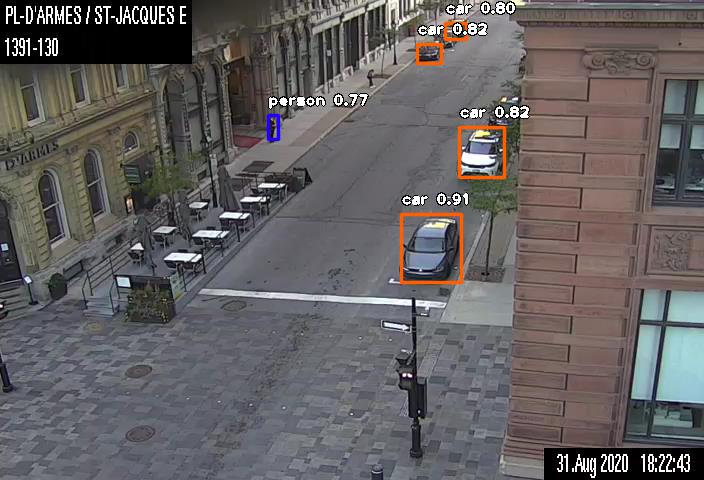 PL-D'ARMES / ST-JACQUES E
1391-130
car 0.80
car 0.82
person 0.77
car 0.82
car 0.91
D'ARMES
31.Aug 2020 18:22:43